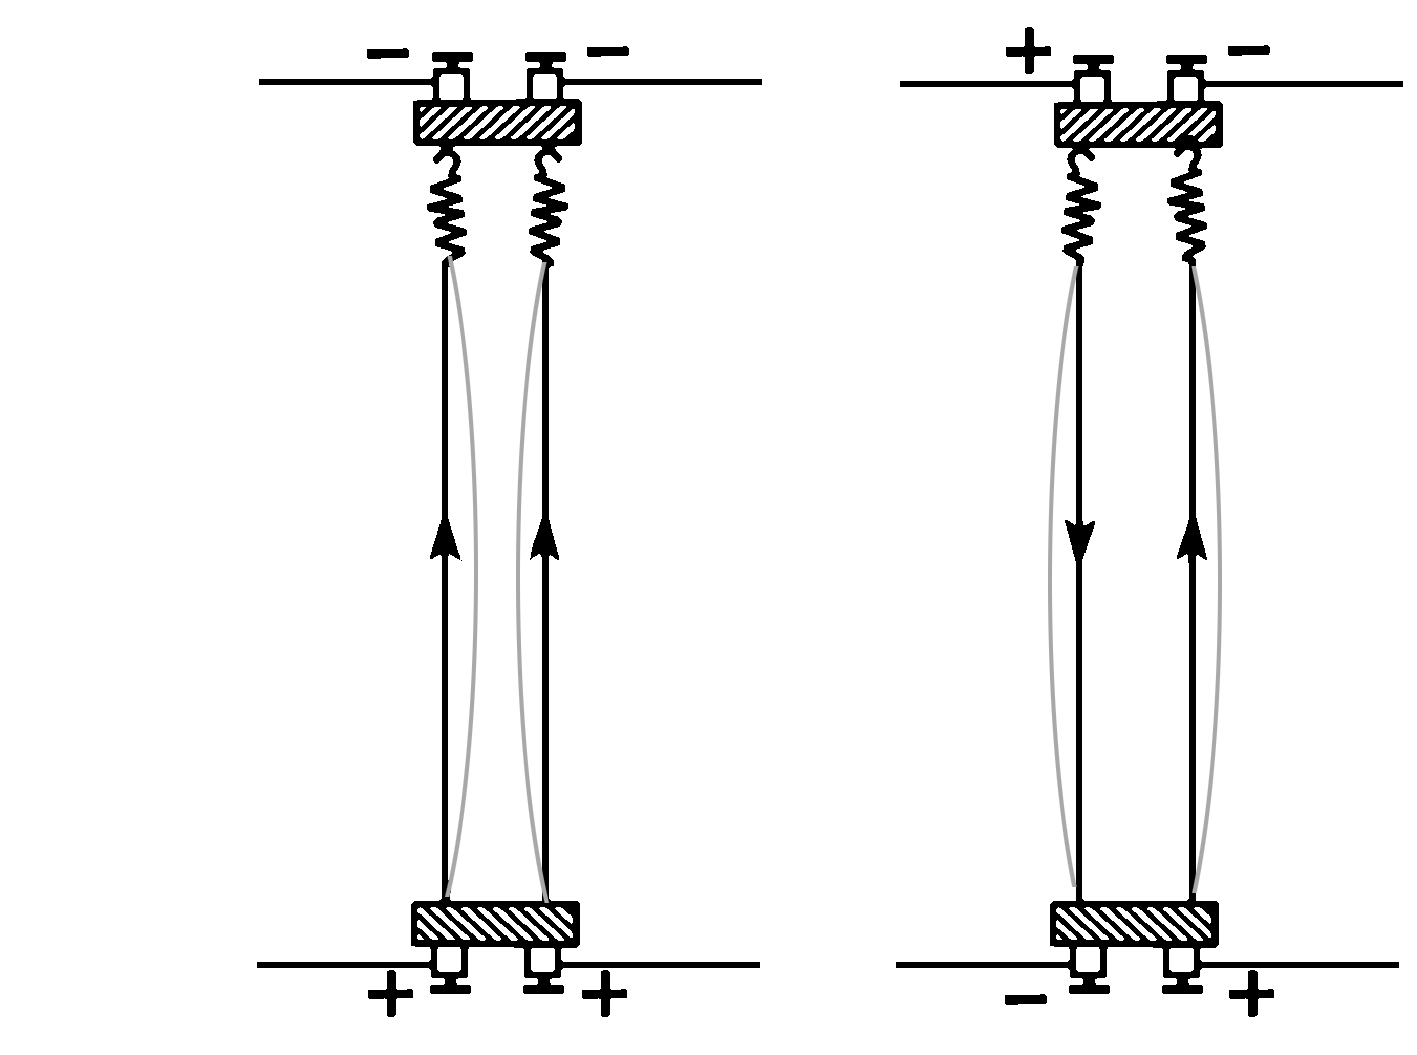 − − + −
+ + − +